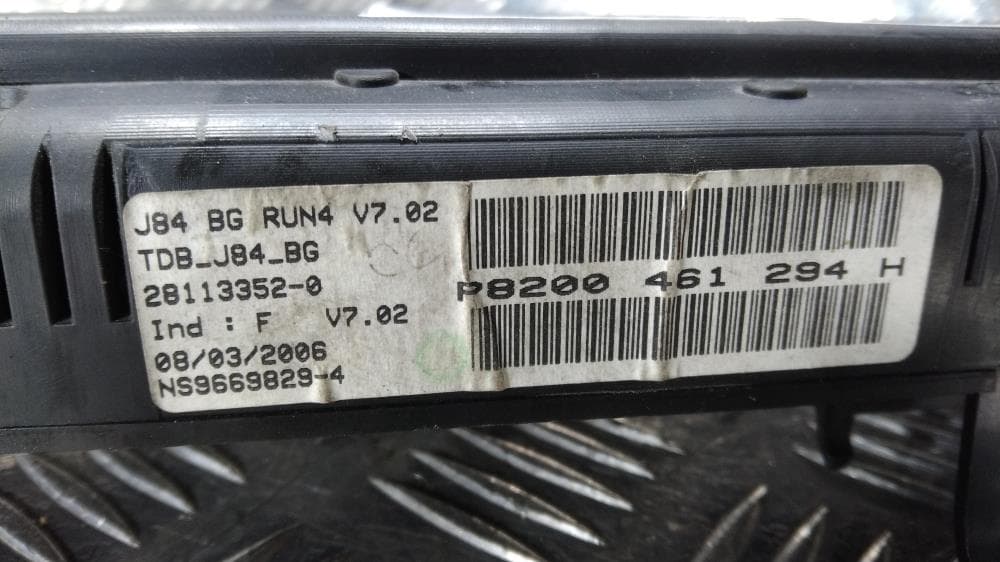 J84 BG RUN4 V7.02
TDB_J84_BG
28113352-0
Ind : F V7.02
08/03/2006
NS9669829-4
P8200 461 294 H